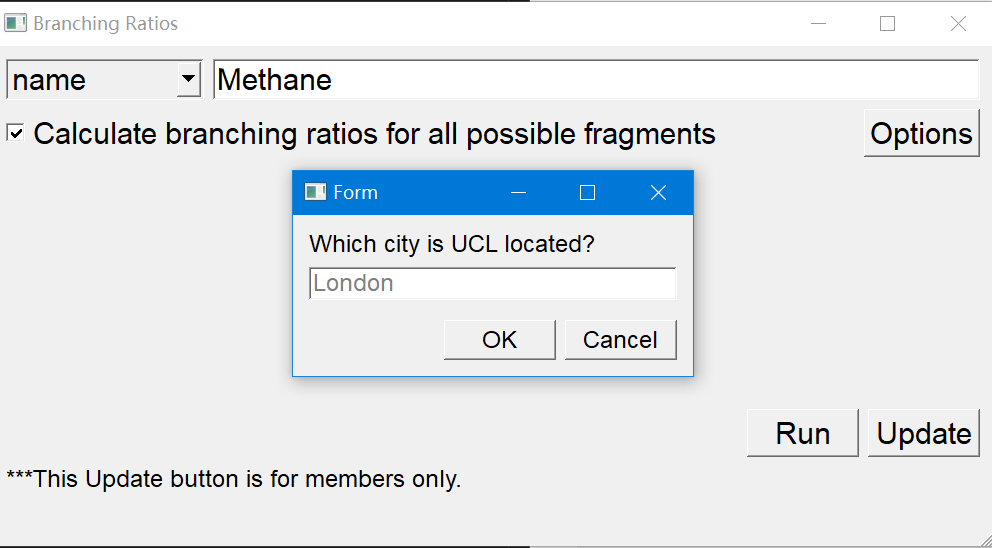 Branching Ratios
name Methane
Calculate branching ratios for all possible fragments Options
Form
Which city is UCL located?
London
OK Cancel
Run Update
***This Update button is for members only.